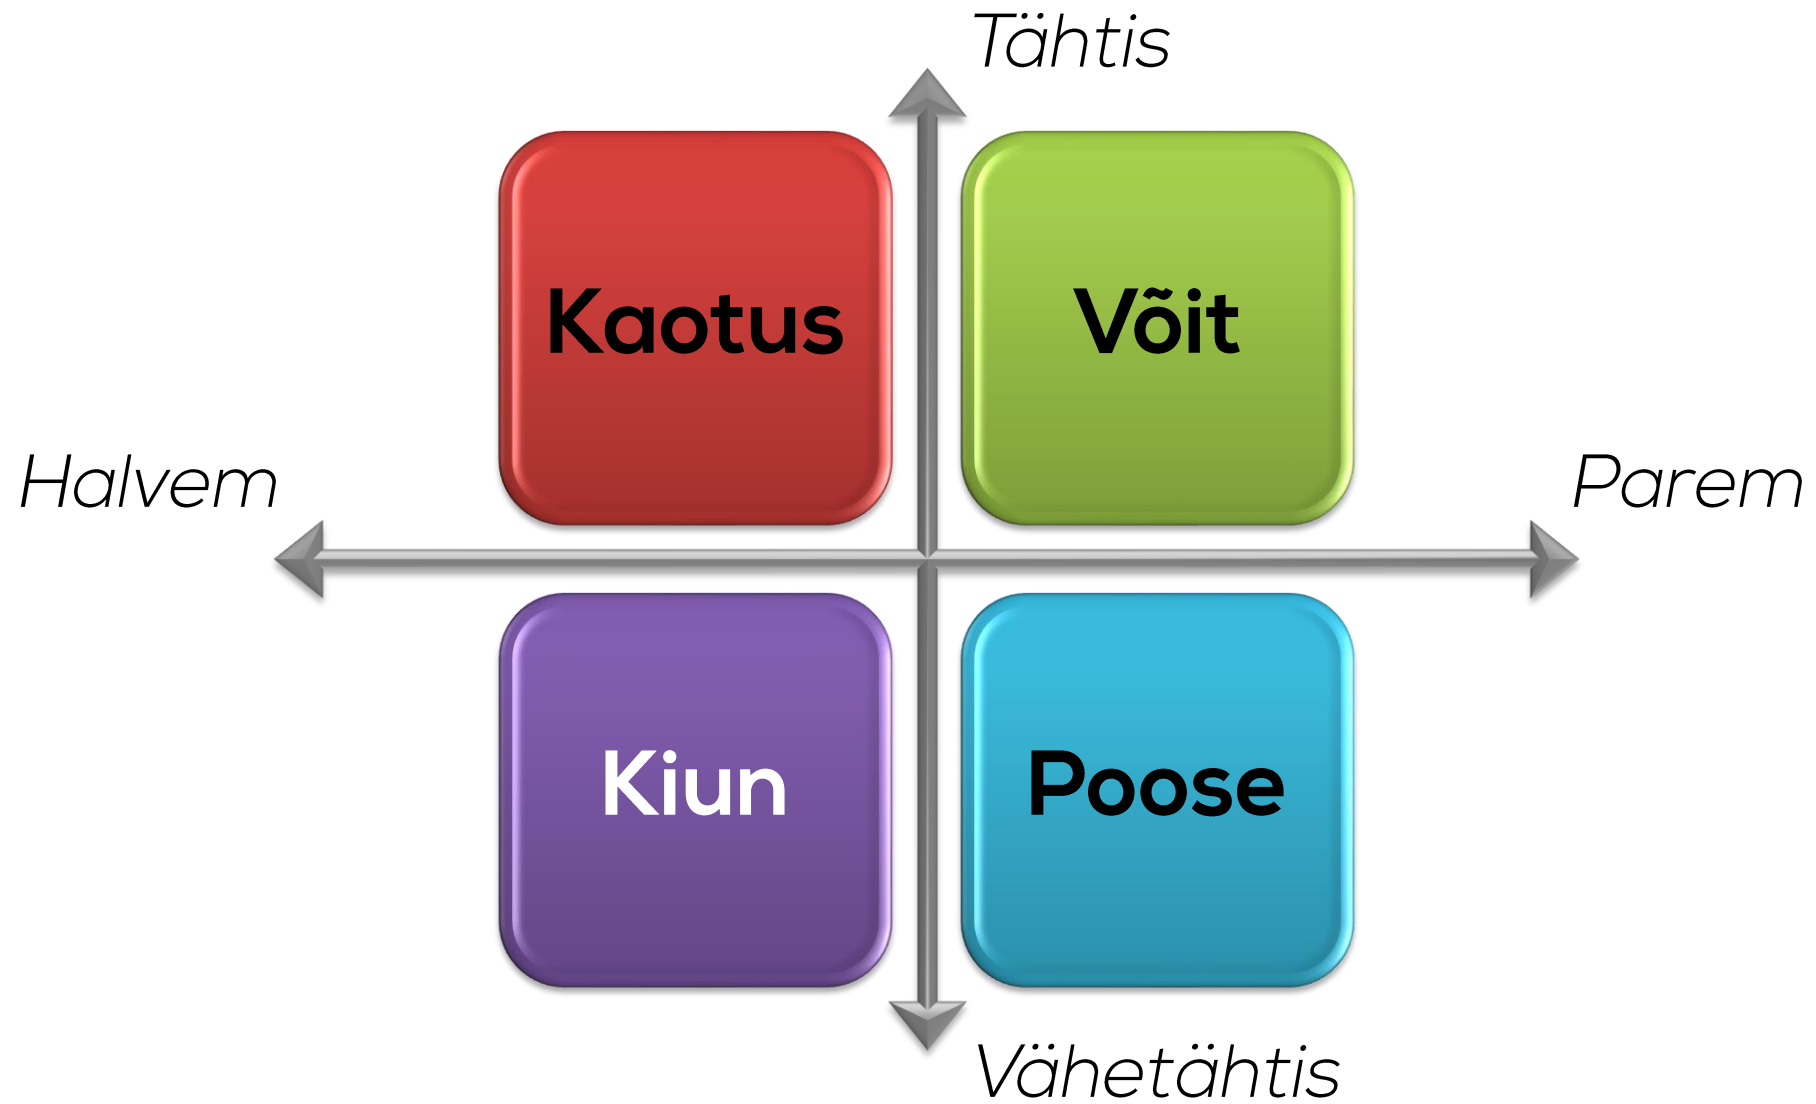 Tähtis
Kaotus
Võit
Halvem
Parem
Kiun
Poose
Vähetähtis